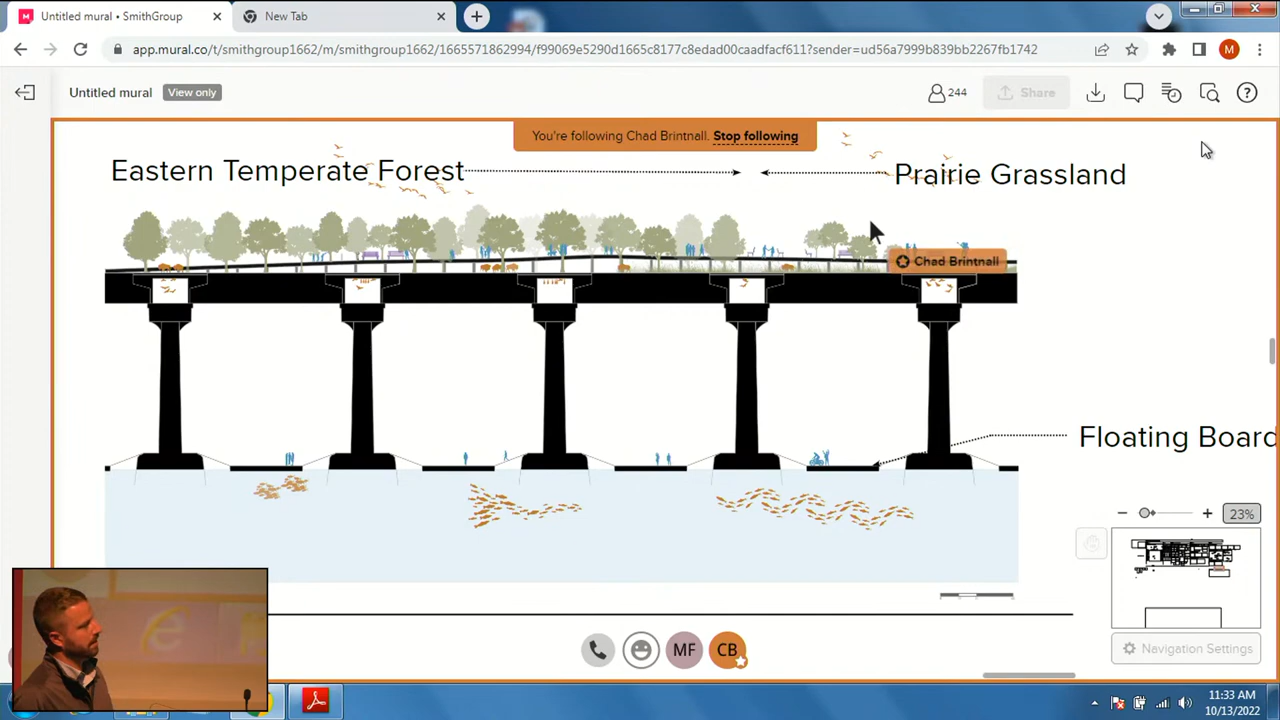 Untitled mural • SmithGroup
New Tab
app.mural.co/t/smithgroup1662/m/smithgroup1662/1665571862994/f99069e5290d1665c8177c8edad00caadfacf611?sender=ud56a7999b839bb2267fb1742
M
Untitled mural
View only
244
Share
You're following Chad Brintnall. Stop following
Eastern Temperate Forest
Prairie Grassland
Chad Brintnall
Floating Board
23%
MF
CB
Navigation Settings
11:33 AM
10/13/2022